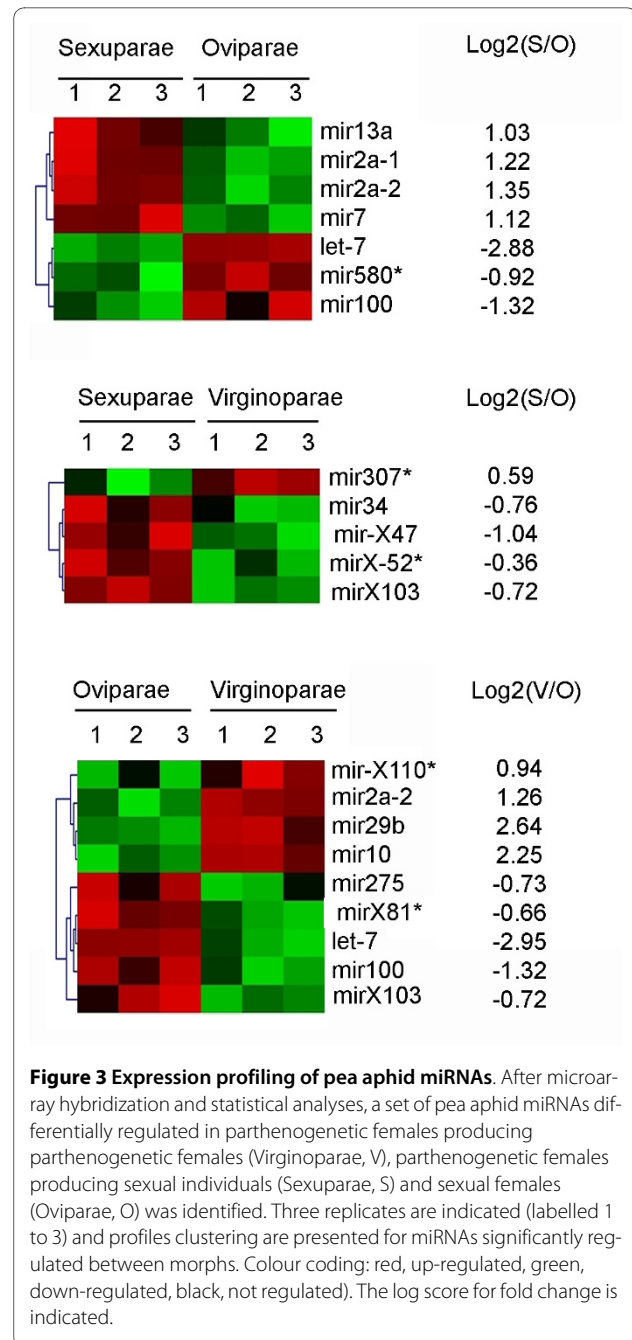 Sexuparae Oviparae Log2(S/O)
1 2 3 1 2 3
mir13a 1.03
mir2a-1 1.22
mir2a-2 1.35
mir7 1.12
let-7 -2.88
mir580* -0.92
mir100 -1.32
Sexuparae Virginoparae Log2(S/O)
1 2 3 1 2 3
mir307* 0.59
mir34 -0.76
mir-X47 -1.04
mirX-52* -0.36
mirX103 -0.72
Oviparae Virginoparae Log2(V/O)
1 2 3 1 2 3
mir-X110* 0.94
mir2a-2 1.26
mir29b 2.64
mir10 2.25
mir275 -0.73
mirX81* -0.66
let-7 -2.95
mir100 -1.32
mirX103 -0.72
Figure 3 Expression profiling of pea aphid miRNAs. After microar-
ray hybridization and statistical analyses, a set of pea aphid miRNAs dif-
ferentially regulated in parthenogenetic females producing
parthenogenetic females (Virginoparae, V), parthenogenetic females
producing sexual individuals (Sexuparae, S) and sexual females
(Oviparae, O) was identified. Three replicates are indicated (labelled 1
to 3) and profiles clustering are presented for miRNAs significantly reg-
ulated between morphs. Colour coding: red, up-regulated, green,
down-regulated, black, not regulated). The log score for fold change is
indicated.